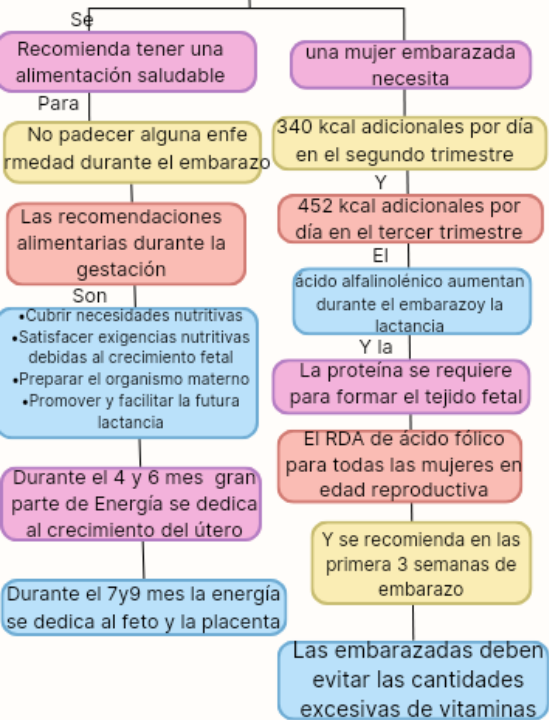 Se
Recomienda tener una
alimentación saludable
Para
No padecer alguna enfe
rmedad durante el embarazo
Las recomendaciones
alimentarias durante la
gestación
Son
•Cubrir necesidades nutritivas
•Satisfacer exigencias nutritivas
debidas al crecimiento fetal
•Preparar el organismo materno
•Promover y facilitar la futura
lactancia
Durante el 4 y 6 mes gran
parte de Energía se dedica
al crecimiento del útero
Durante el 7y9 mes la energía
se dedica al feto y la placenta
una mujer embarazada
necesita
340 kcal adicionales por día
en el segundo trimestre
Y
452 kcal adicionales por
día en el tercer trimestre
El
ácido alfalinolénico aumentan
durante el embarazoy la
lactancia
Y la
La proteína se requiere
para formar el tejido fetal
El RDA de ácido fólico
para todas las mujeres en
edad reproductiva
Y se recomienda en las
primera 3 semanas de
embarazo
Las embarazadas deben
evitar las cantidades
excesivas de vitaminas